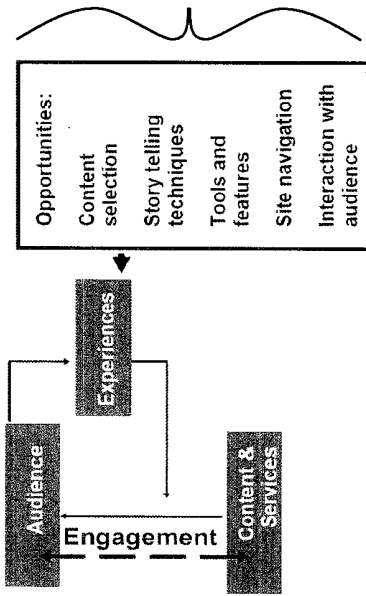 Audience
Engagement
Content &
Services
Experiences
Opportunities:
Content
selection
Story telling
techniques
Tools and
features
Site navigation
Interaction with
audience